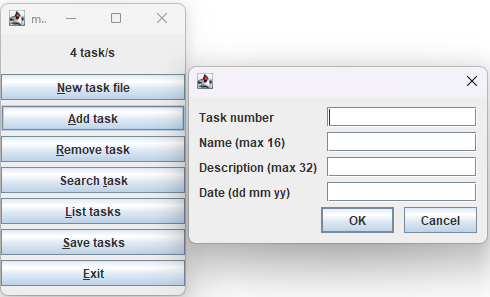 m...
4 task/s
New task file
Add task
Remove task
Search task
List tasks
Save tasks
Exit
Task number
Name (max 16)
Description (max 32)
Date (dd mm yy)
OK
Cancel